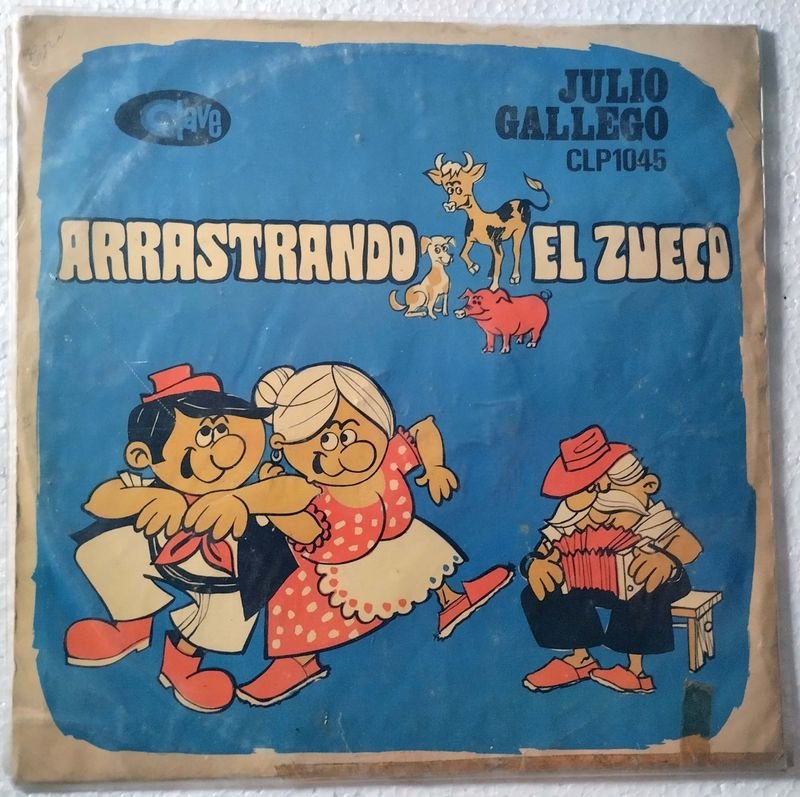 Clave
JULIO
GALLEGO
CLP1045
ARRASTRANDO EL ZUECO